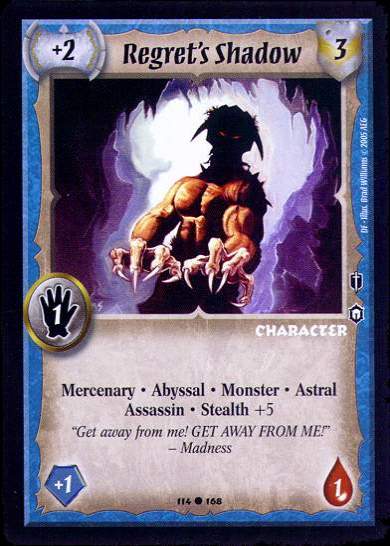 +2
Regret's Shadow
3
DF • Illus. Brad Williams © 2005 AEG
1
CHARACTER
Mercenary • Abyssal • Monster • Astral
Assassin • Stealth +5
"Get away from me! GET AWAY FROM ME!"
– Madness
+1
114 ● 168
1